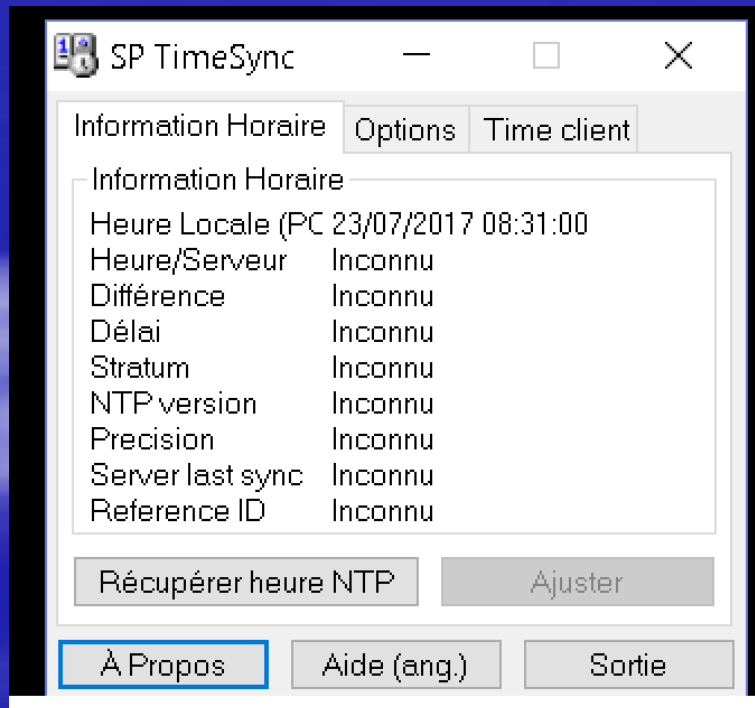 SP TimeSync
Information Horaire Options Time client
Information Horaire
Heure Locale (PC 23/07/2017 08:31:00
Heure/Serveur Inconnu
Différence Inconnu
Délai Inconnu
Stratum Inconnu
NTP version Inconnu
Precision Inconnu
Server last sync Inconnu
Reference ID Inconnu
Récupérer heure NTP Ajuster
À Propos Aide (ang.) Sortie